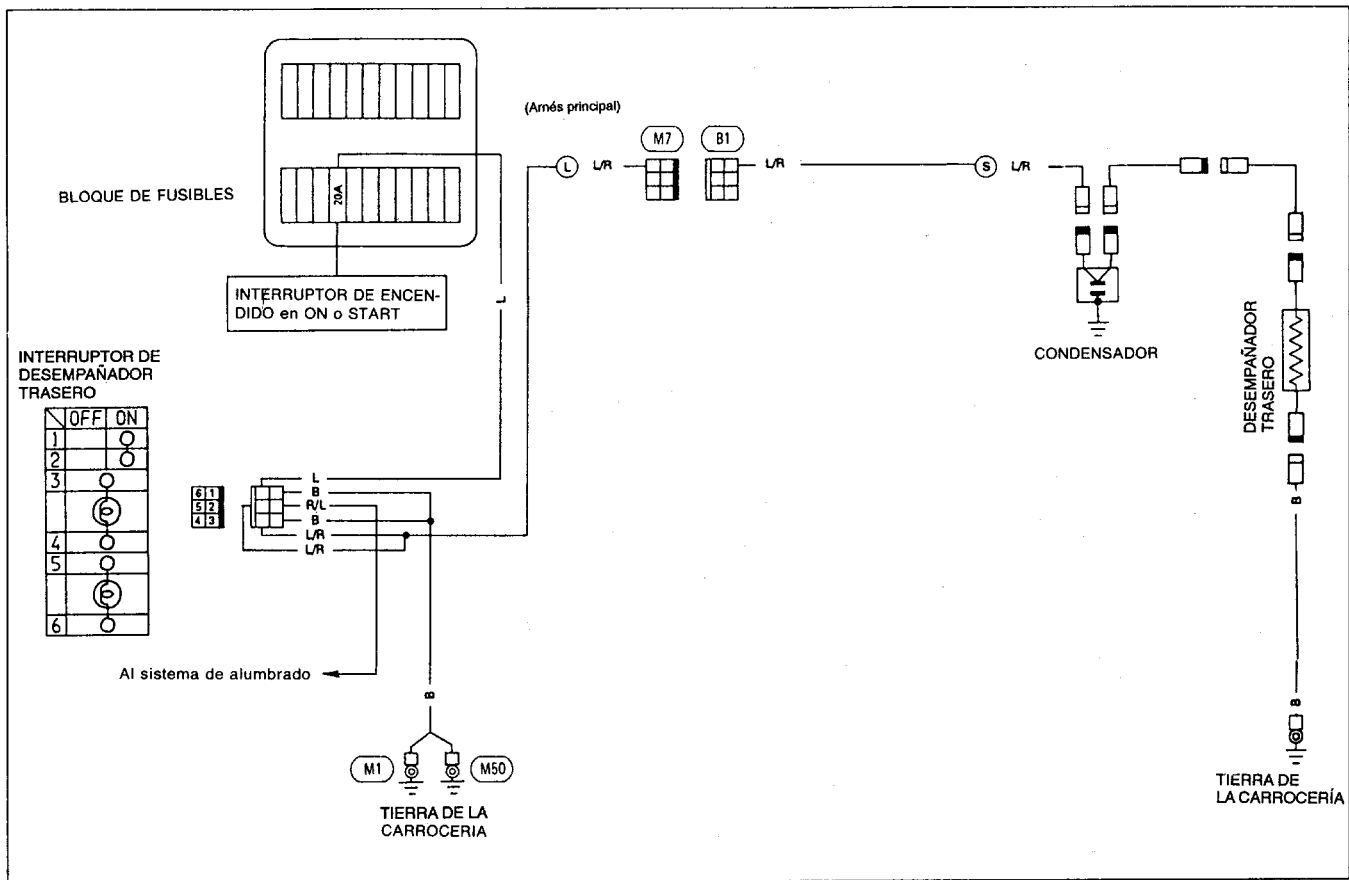 (Arnés principal)
M7
B1
L
L/R
L/R
S
L/R
BLOQUE DE FUSIBLES
20A
INTERRUPTOR DE ENCEN-
DIDO en ON o START
L
CONDENSADOR
DESEMPAÑADOR
TRASERO
INTERRUPTOR DE
DESEMPAÑADOR
TRASERO
OFF ON
1
2
3
4
5
6
6 1
5 2
4 3
L
B
R/L
B
L/R
L/R
B
Al sistema de alumbrado
B
M1
M50
TIERRA DE LA
CARROCERIA
B
TIERRA DE
LA CARROCERÍA